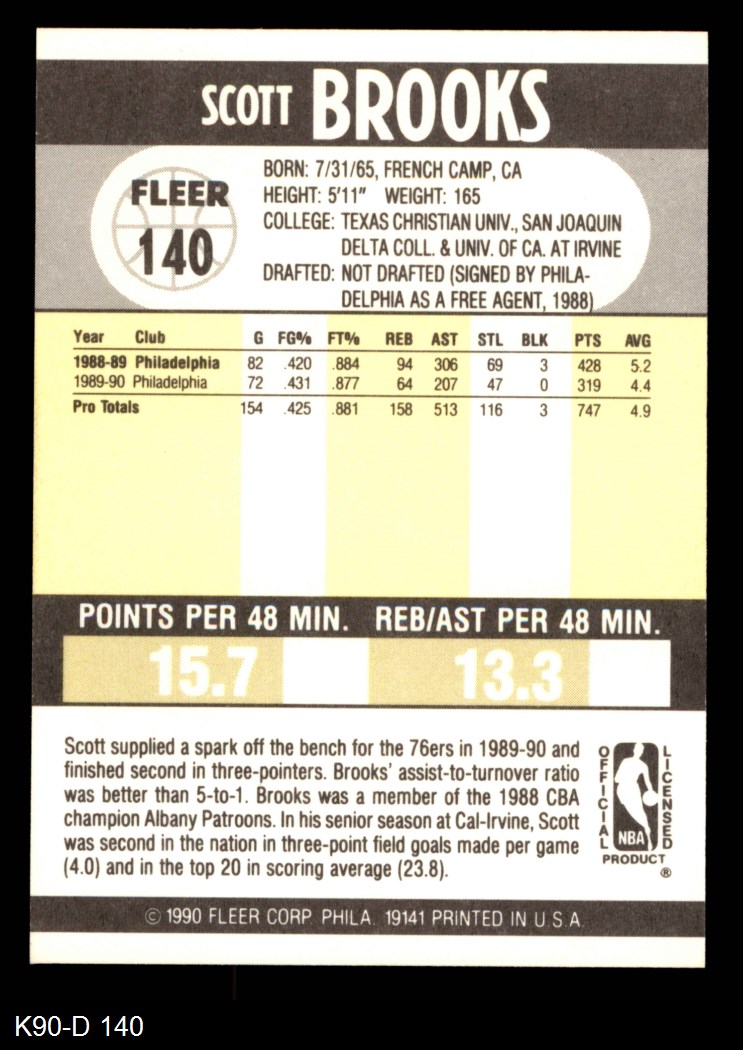 SCOTT BROOKS
FLEER
140
BORN: 7/31/65, FRENCH CAMP, CA
HEIGHT: 5'11" WEIGHT: 165
COLLEGE: TEXAS CHRISTIAN UNIV., SAN JOAQUIN
DELTA COLL. & UNIV. OF CA. AT IRVINE
DRAFTED: NOT DRAFTED (SIGNED BY PHILA-
DELPHIA AS A FREE AGENT, 1988)
Year Club G FG% FT% REB AST STL BLK PTS AVG
1988-89 Philadelphia 82 .420 .884 94 306 69 3 428 5.2
1989-90 Philadelphia 72 .431 .877 64 207 47 0 319 4.4
Pro Totals 154 .425 .881 158 513 116 3 747 4.9
POINTS PER 48 MIN. REB/AST PER 48 MIN.
15.7 13.3
Scott supplied a spark off the bench for the 76ers in 1989-90 and
finished second in three-pointers. Brooks' assist-to-turnover ratio
was better than 5-to-1. Brooks was a member of the 1988 CBA
champion Albany Patroons. In his senior season at Cal-Irvine, Scott
was second in the nation in three-point field goals made per game
(4.0) and in the top 20 in scoring average (23.8).
OFFICIAL
LICENSED
NBA
PRODUCT
®
© 1990 FLEER CORP. PHILA. 19141 PRINTED IN U.S.A.
K90-D 140